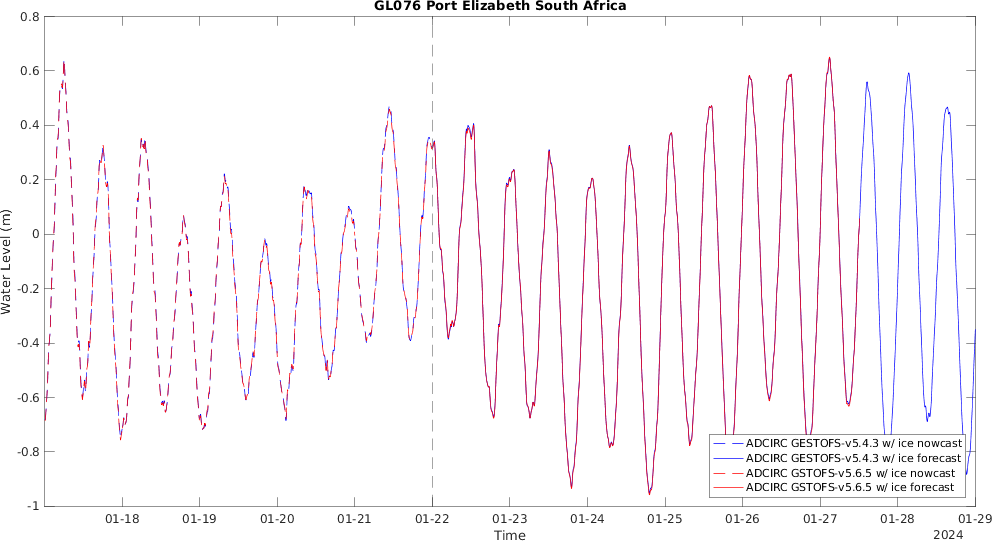 GL076 Port Elizabeth South Africa
0.8
0.6
0.4
0.2
0
-0.2
-0.4
-0.6
-0.8
-1
Water Level (m)
ADCIRC GESTOFS-v5.4.3 w/ ice nowcast
ADCIRC GESTOFS-v5.4.3 w/ ice forecast
ADCIRC GSTOFS-v5.6.5 w/ ice nowcast
ADCIRC GSTOFS-v5.6.5 w/ ice forecast
01-18 01-19 01-20 01-21 01-22 01-23 01-24 01-25 01-26 01-27 01-28 01-29
Time 2024